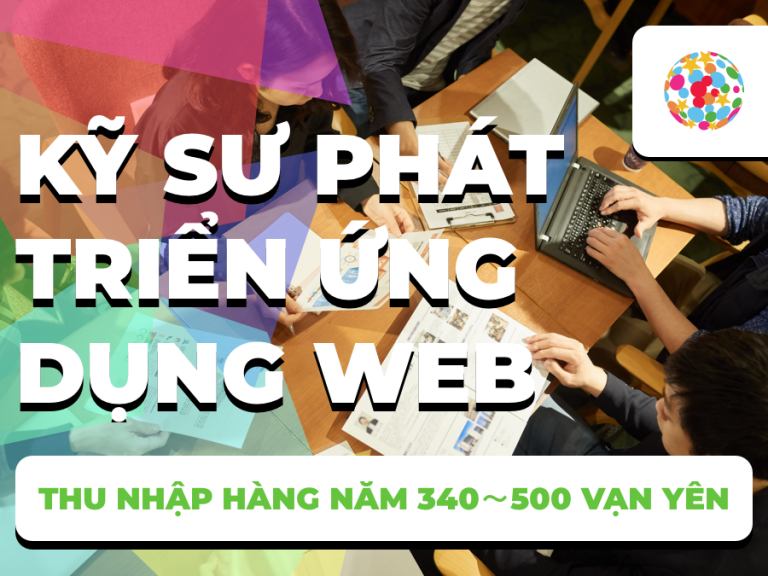 KỸ SƯ PHÁT
TRIỂN ỨNG
DỤNG WEB
THU NHẬP HÀNG NĂM 340～500 VẠN YÊN